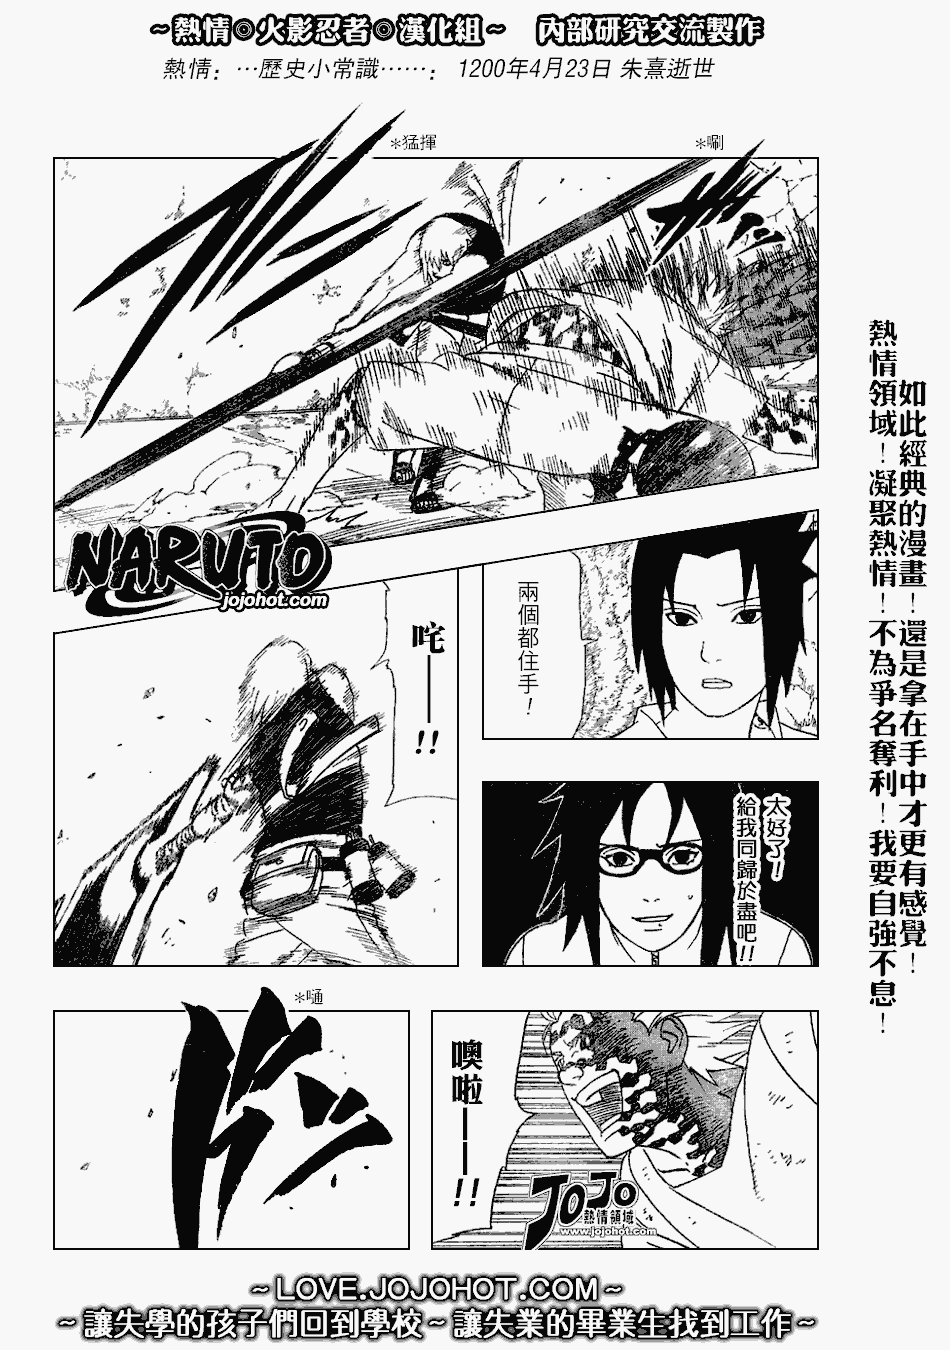 ～熱情◎火影忍者◎漢化組～　內部研究交流製作
熱情：…歷史小常識……：1200年4月23日 朱熹逝世
＊猛揮
＊唰
ブン
NARUTO
jojohot.com
兩個都住手！
咤——!!
太好了！
給我同歸於盡吧!!
＊嗵
ドン
噢啦——!!
JOJO
熱情領域
www.jojohot.com
如此經典的漫畫！還是拿在手中才更有感覺！
熱情領域！凝聚熱情！不為爭名奪利！我要自強不息！
～LOVE.JOJOHOT.COM～
～讓失學的孩子們回到學校～讓失業的畢業生找到工作～